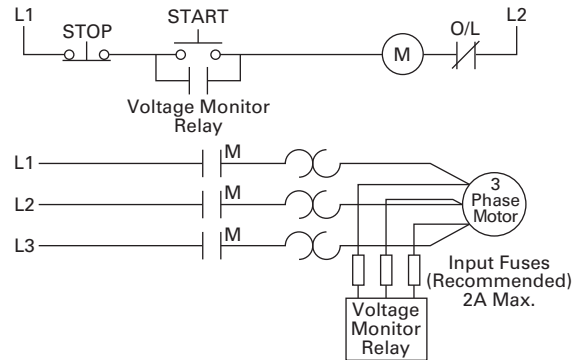 L1
STOP
START
M
O/L
L2
Voltage Monitor
Relay
L1
M
L2
M
L3
M
3
Phase
Motor
Input Fuses
(Recommended)
2A Max.
Voltage
Monitor
Relay